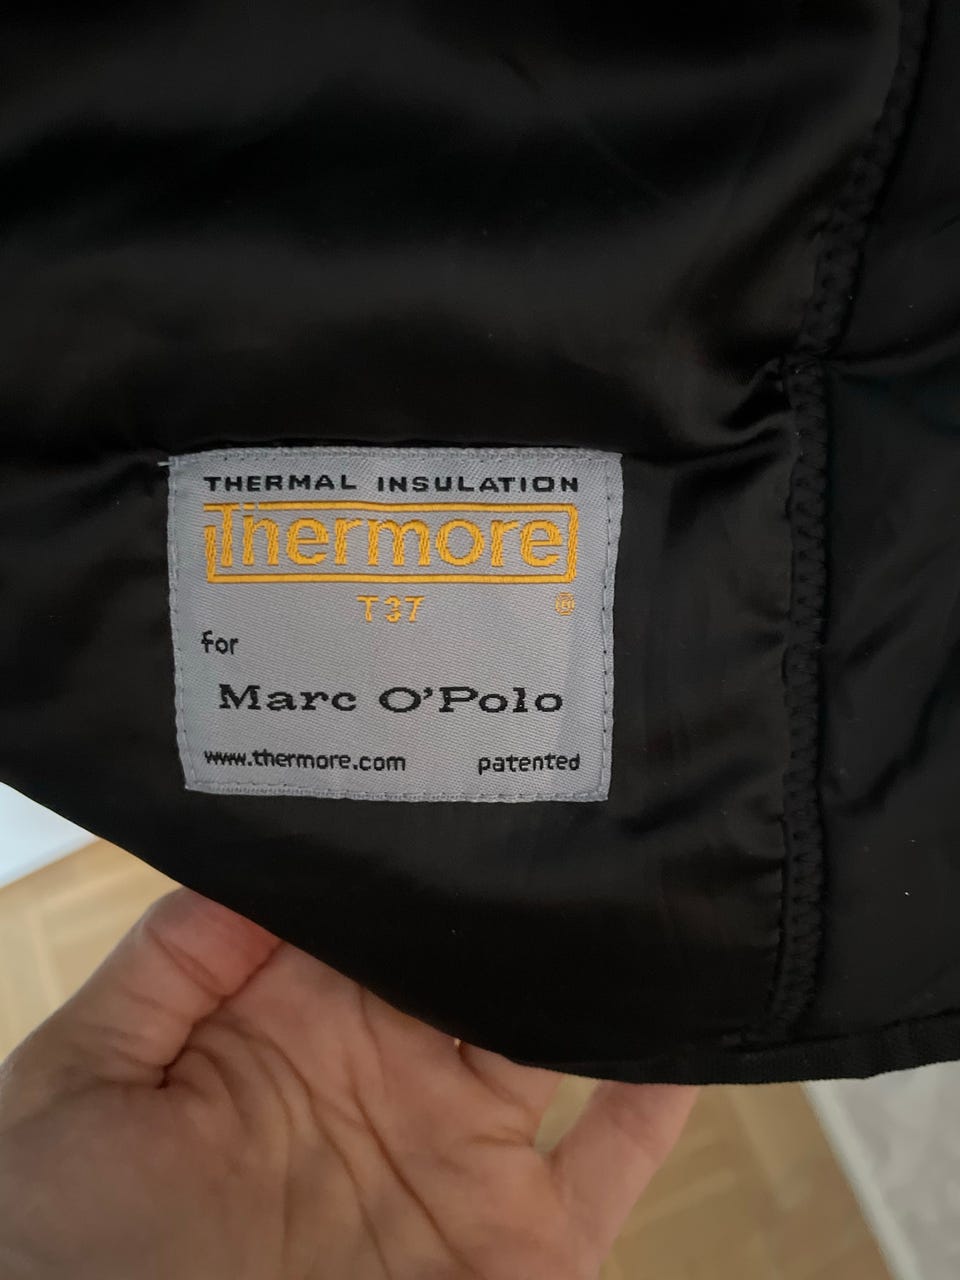 THERMAL INSULATION
Thermore
T37 ®
for
Marc O'Polo
www.thermore.com patented